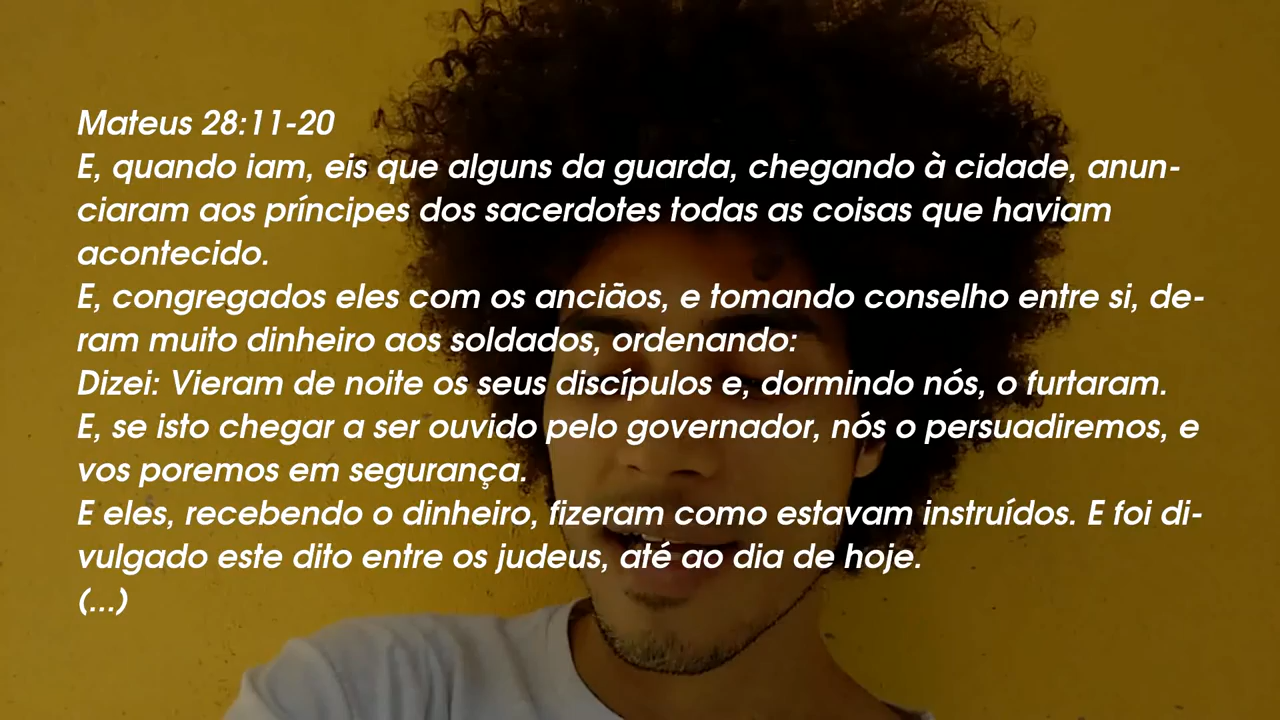 Mateus 28:11-20
E, quando iam, eis que alguns da guarda, chegando à cidade, anun-
ciaram aos príncipes dos sacerdotes todas as coisas que haviam
acontecido.
E, congregados eles com os anciãos, e tomando conselho entre si, de-
ram muito dinheiro aos soldados, ordenando:
Dizei: Vieram de noite os seus discípulos e, dormindo nós, o furtaram.
E, se isto chegar a ser ouvido pelo governador, nós o persuadiremos, e
vos poremos em segurança.
E eles, recebendo o dinheiro, fizeram como estavam instruídos. E foi di-
vulgado este dito entre os judeus, até ao dia de hoje.
(...)